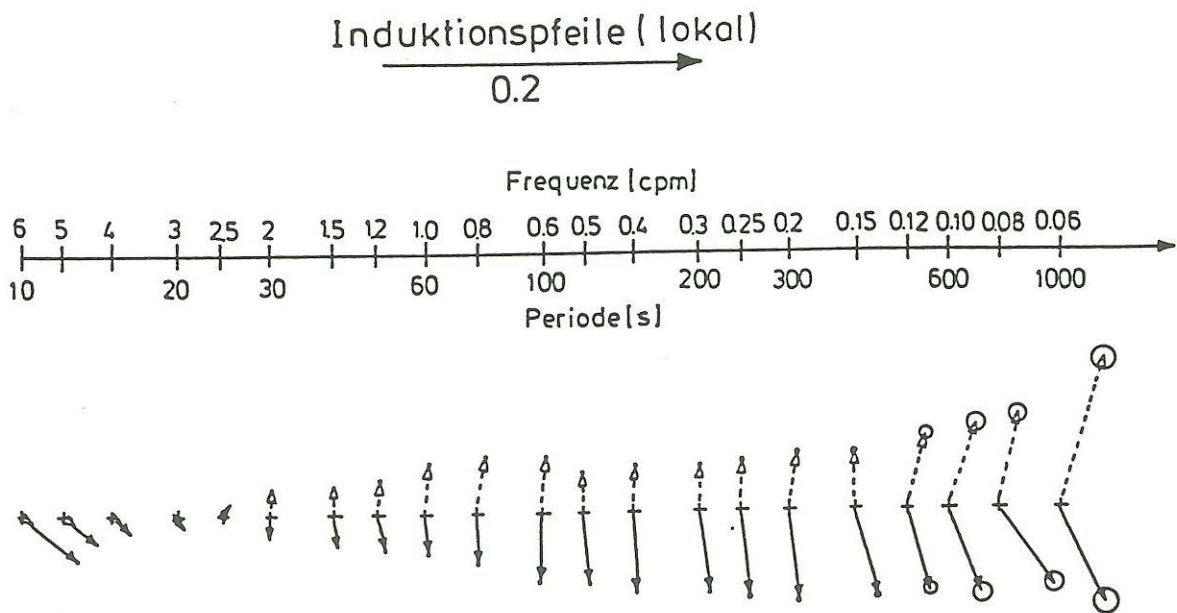 Induktionspfeile (lokal)
0.2
Frequenz [cpm]
6 5 4 3 2.5 2 1.5 1.2 1.0 0.8 0.6 0.5 0.4 0.3 0.25 0.2 0.15 0.12 0.10 0.08 0.06
10 20 30 60 100 200 300 600 1000
Periode [s]